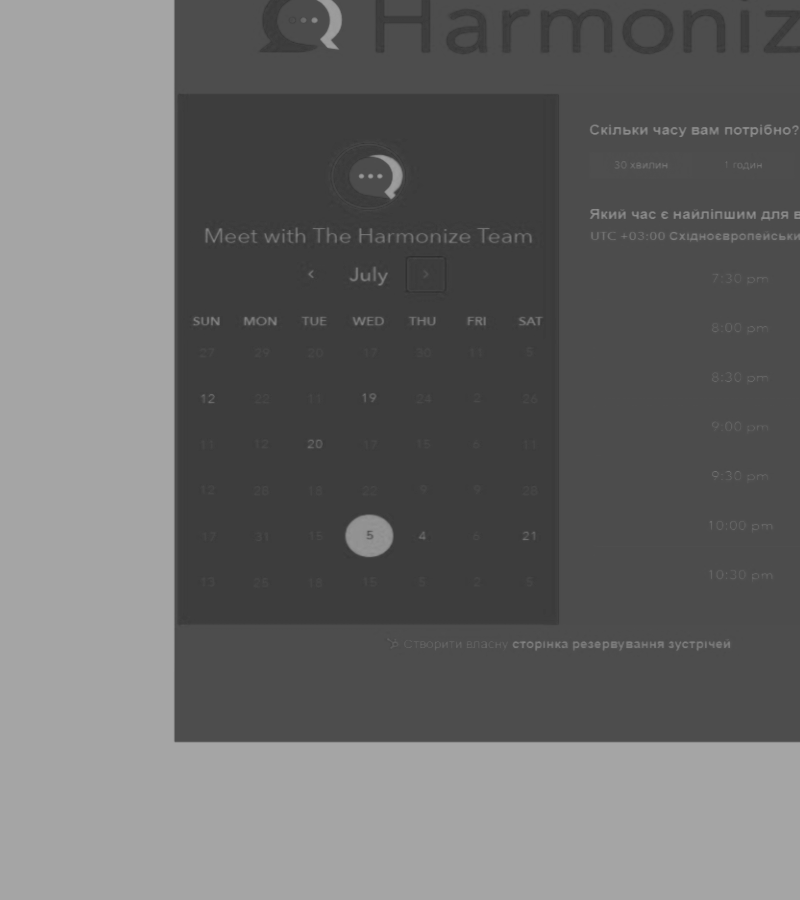 Harmoniz
Скільки часу вам потрібно?
30 хвилин 1 годин
Meet with The Harmonize Team
Який час є найліпшим для в
UTC +03:00 Східноєвропейськи
‹ July ›
SUN MON TUE WED THU FRI SAT
27 29 20 17 30 11 5
12 22 11 19 24 2 26
11 12 20 17 15 6 11
12 26 18 22 9 9 28
17 31 13 5 4 6 21
13 26 16 15 5 2 5
7:30 pm
8:00 pm
8:30 pm
9:00 pm
9:30 pm
10:00 pm
10:30 pm
Створити власну сторінка резервування зустрічей